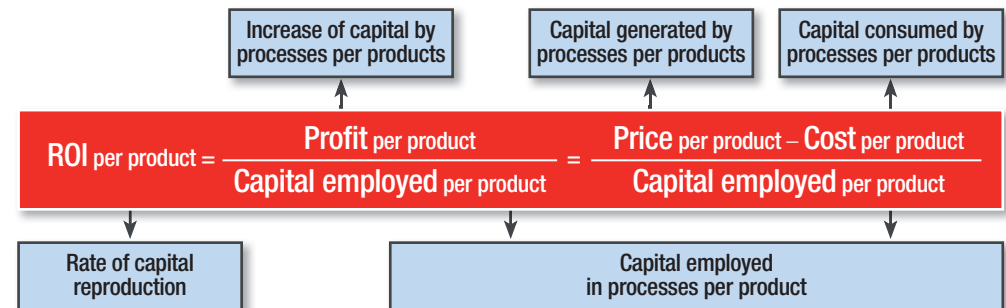 Increase of capital by
processes per products
Capital generated by
processes per products
Capital consumed by
processes per products
ROI per product = Profit per product / Capital employed per product = Price per product – Cost per product / Capital employed per product
Rate of capital
reproduction
Capital employed
in processes per product